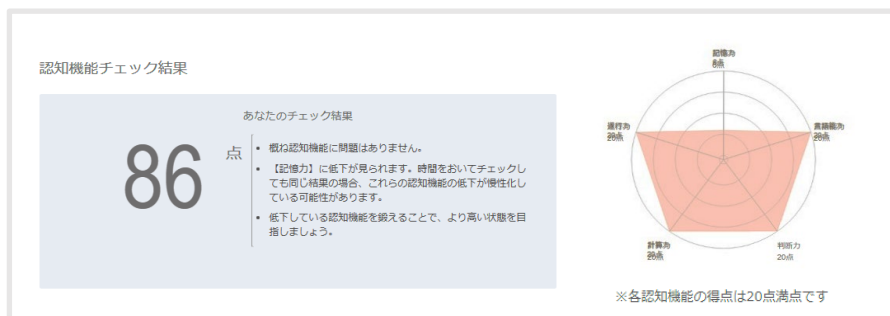 認知機能チェック結果
あなたのチェック結果
86 点
• 概ね認知機能に問題はありません。
• 【記憶力】に低下が見られます。時間をおいてチェックし
ても同じ結果の場合、これらの認知機能の低下が慢性化し
ている可能性があります。
• 低下している認知機能を鍛えることで、より高い状態を目
指しましょう。
記憶力
遂行力
20点
言語能力
20点
計算力
20点
判断力
20点
※各認知機能の得点は20点満点です